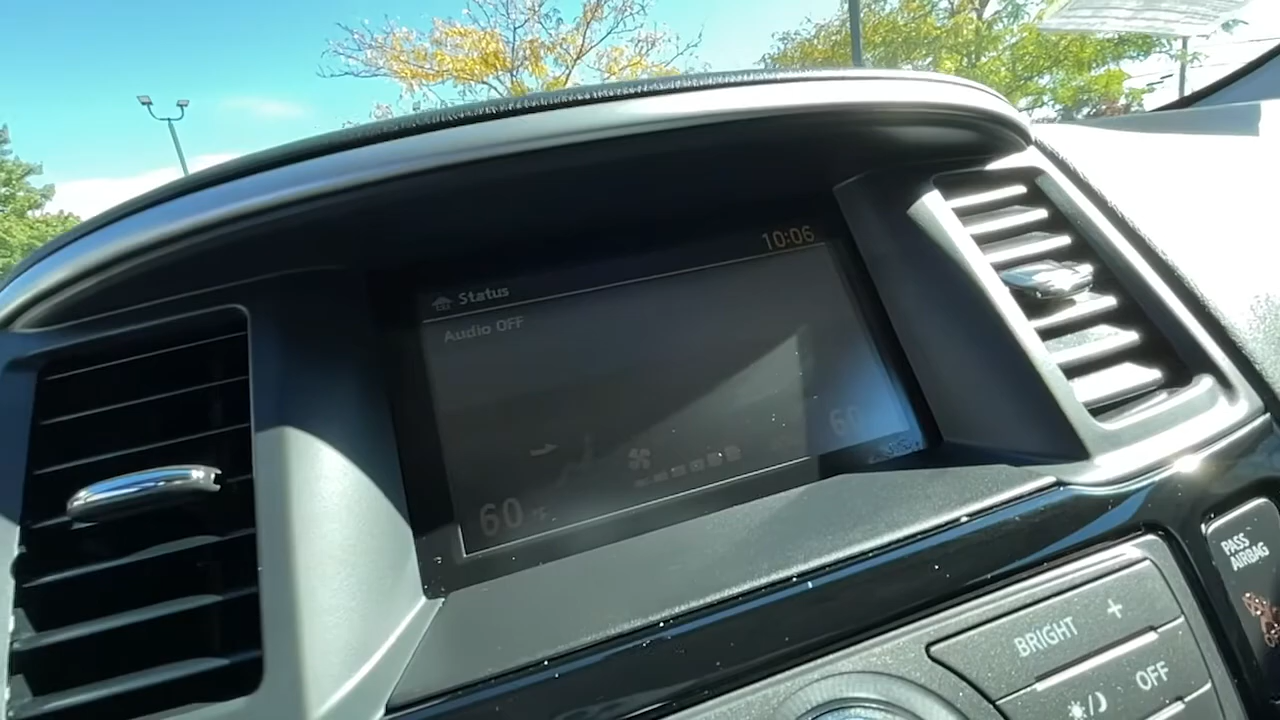 10:06
Status
Audio OFF
60
60 °F
PASS
AIRBAG
BRIGHT +
OFF